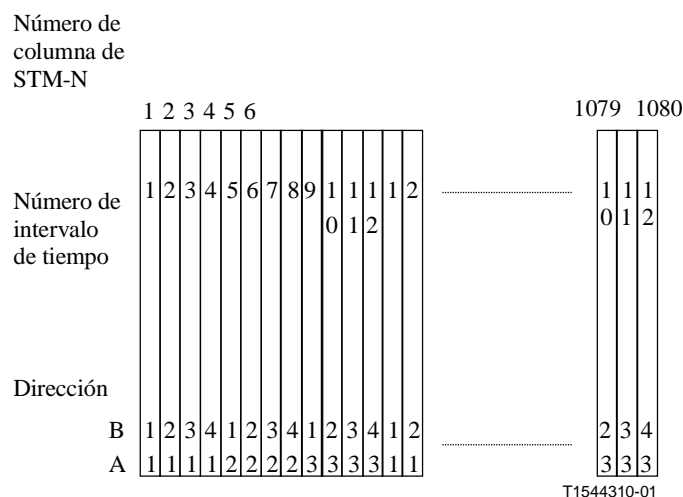 Número de
columna de
STM-N
1 2 3 4 5 6 1079 1080
Número de
intervalo
de tiempo
1 2 3 4 5 6 7 8 9 1 1 1 1 2 1 1 1
0 1 2 0 1 2
Dirección
B 1 2 3 4 1 2 3 4 1 2 3 4 1 2 2 3 4
A 1 1 1 1 2 2 2 2 3 3 3 3 1 1 3 3 3
T1544310-01